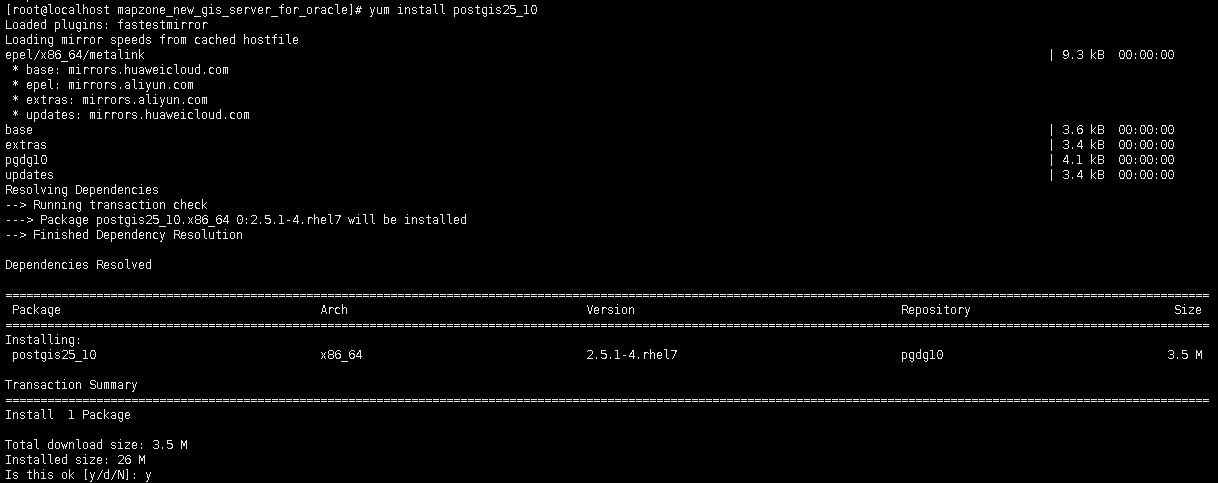 [root@localhost mapzone_new_gis_server_for_oracle]# yum install postgis25_10
Loaded plugins: fastestmirror
Loading mirror speeds from cached hostfile
epel/x86_64/metalink | 9.3 kB 00:00:00
* base: mirrors.huaweicloud.com
* epel: mirrors.aliyun.com
* extras: mirrors.aliyun.com
* updates: mirrors.huaweicloud.com
base | 3.6 kB 00:00:00
extras | 3.4 kB 00:00:00
pgdg10 | 4.1 kB 00:00:00
updates | 3.4 kB 00:00:00
Resolving Dependencies
--> Running transaction check
---> Package postgis25_10.x86_64 0:2.5.1-4.rhel7 will be installed
--> Finished Dependency Resolution
Dependencies Resolved
Package Arch Version Repository Size
Installing:
postgis25_10 x86_64 2.5.1-4.rhel7 pgdg10 3.5 M
Transaction Summary
Install 1 Package
Total download size: 3.5 M
Installed size: 26 M
Is this ok [y/d/N]: y